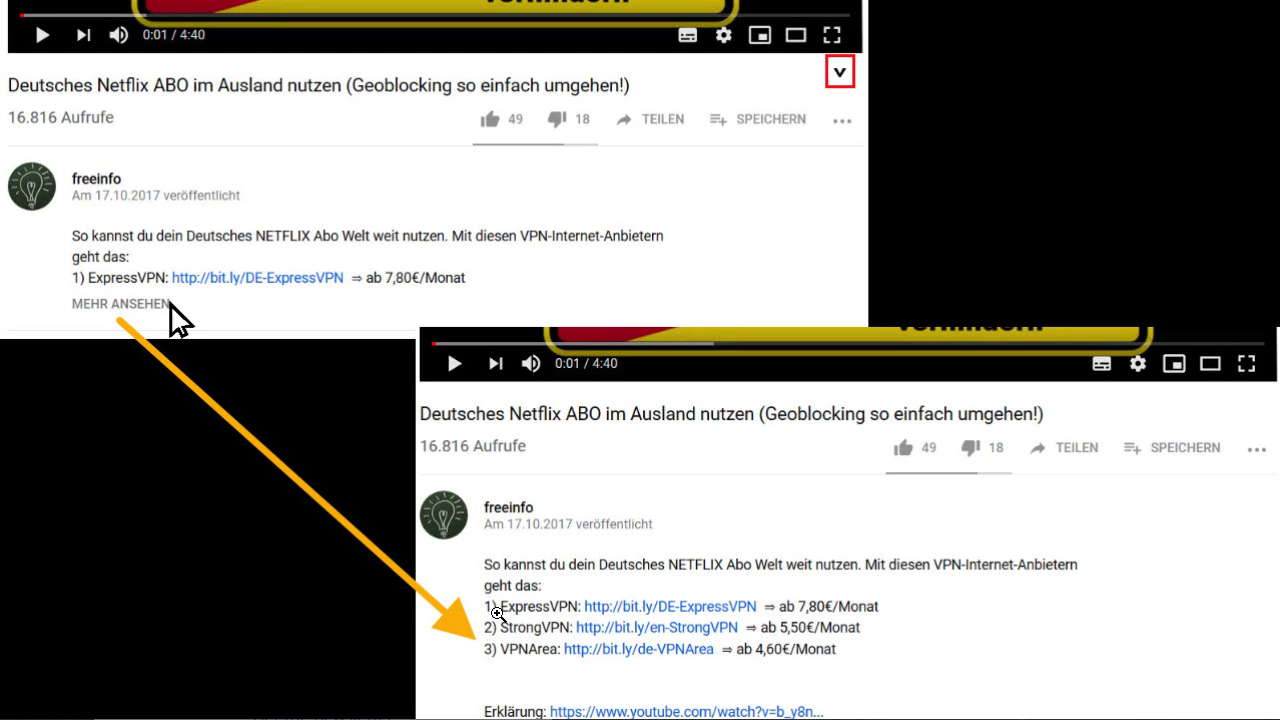 0:01 / 4:40
v
Deutsches Netflix ABO im Ausland nutzen (Geoblocking so einfach umgehen!)
16.816 Aufrufe
49 18 TEILEN SPEICHERN
freeinfo
Am 17.10.2017 veröffentlicht
So kannst du dein Deutsches NETFLIX Abo Welt weit nutzen. Mit diesen VPN-Internet-Anbietern
geht das:
1) ExpressVPN: http://bit.ly/DE-ExpressVPN ⇒ ab 7,80€/Monat
MEHR ANSEHEN
0:01 / 4:40
Deutsches Netflix ABO im Ausland nutzen (Geoblocking so einfach umgehen!)
16.816 Aufrufe
49 18 TEILEN SPEICHERN
freeinfo
Am 17.10.2017 veröffentlicht
So kannst du dein Deutsches NETFLIX Abo Welt weit nutzen. Mit diesen VPN-Internet-Anbietern
geht das:
1) ExpressVPN: http://bit.ly/DE-ExpressVPN ⇒ ab 7,80€/Monat
2) StrongVPN: http://bit.ly/en-StrongVPN ⇒ ab 5,50€/Monat
3) VPNArea: http://bit.ly/de-VPNArea ⇒ ab 4,60€/Monat
Erklärung: https://www.youtube.com/watch?v=b_y8n...